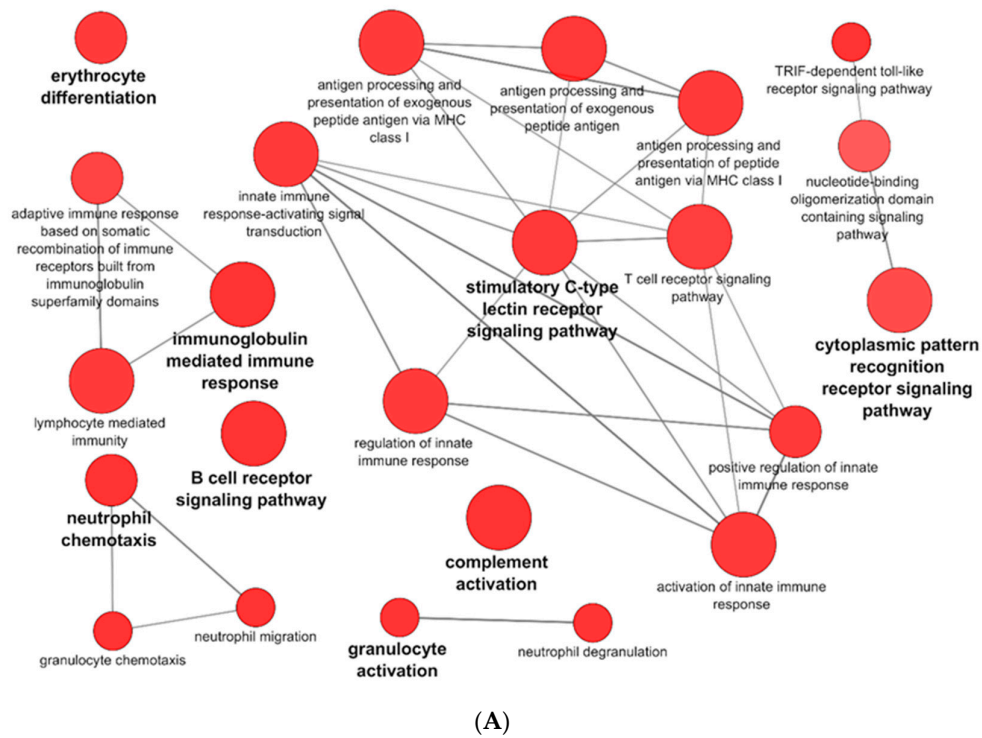 erythrocyte
differentiation
antigen processing and
presentation of exogenous
peptide antigen via MHC
class I
antigen processing and
presentation of exogenous
peptide antigen
antigen processing and
presentation of peptide
antigen via MHC class I
TRIF-dependent toll-like
receptor signaling pathway
nucleotide-binding
oligomerization domain
containing signaling
pathway
innate immune
response-activating signal
transduction
adaptive immune response
based on somatic
recombination of immune
receptors built from
immunoglobulin
superfamily domains
stimulatory C-type
lectin receptor
signaling pathway
T cell receptor signaling
pathway
immunoglobulin
mediated immune
response
cytoplasmic pattern
recognition
receptor signaling
pathway
lymphocyte mediated
immunity
regulation of innate
immune response
positive regulation of innate
immune response
B cell receptor
signaling pathway
neutrophil
chemotaxis
complement
activation
activation of innate immune
response
granulocyte chemotaxis
neutrophil migration
granulocyte
activation
neutrophil degranulation
(A)